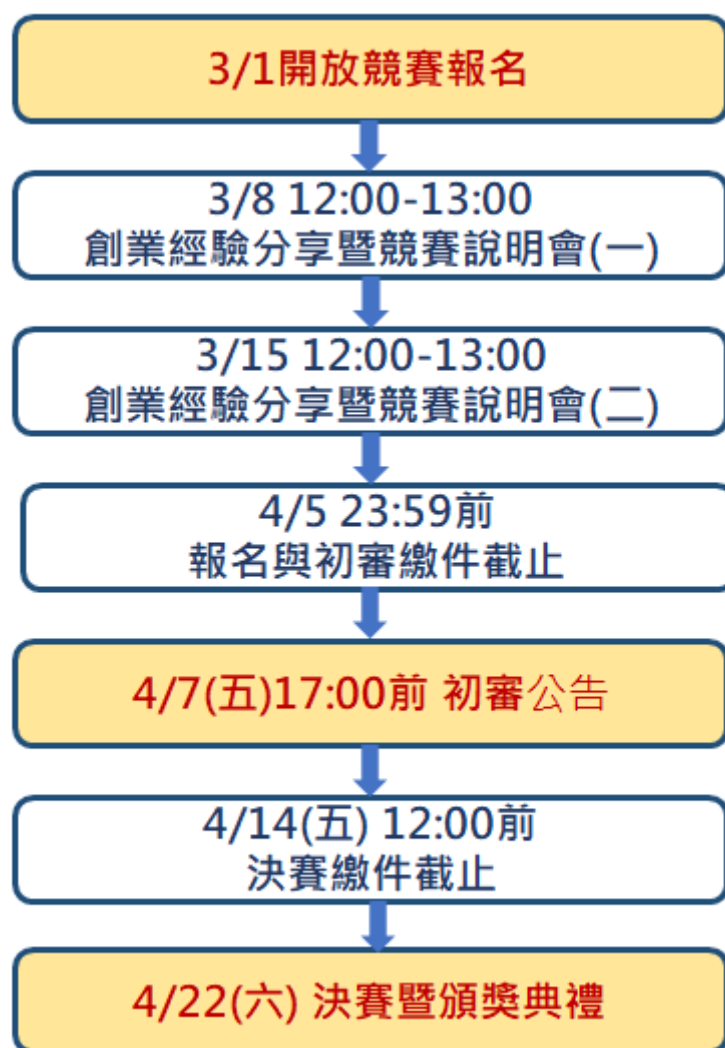 3/1開放競賽報名
3/8 12:00-13:00
創業經驗分享暨競賽說明會(一)
3/15 12:00-13:00
創業經驗分享暨競賽說明會(二)
4/5 23:59前
報名與初審繳件截止
4/7(五)17:00前 初審公告
4/14(五) 12:00前
決賽繳件截止
4/22(六) 決賽暨頒獎典禮